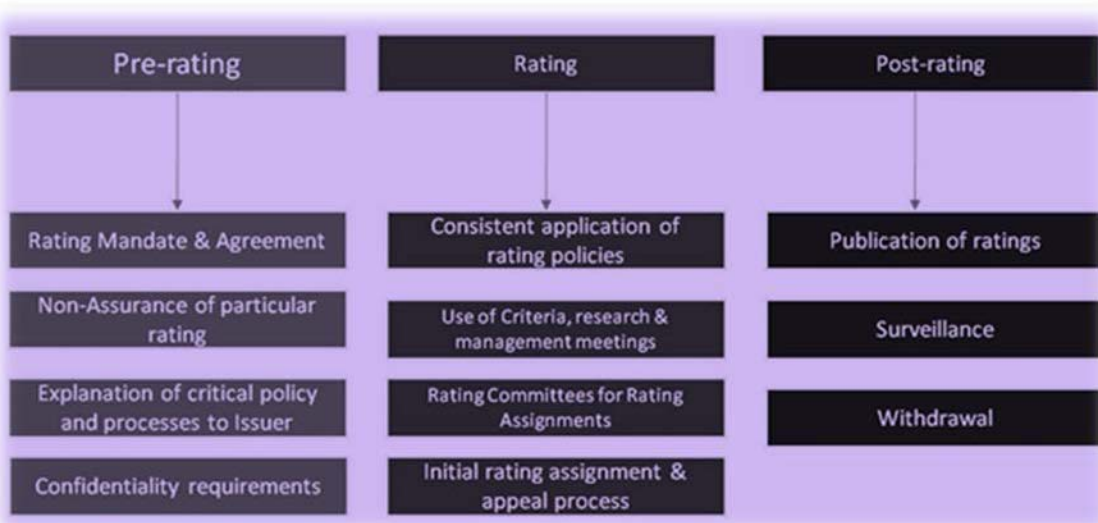 Pre-rating
Rating Mandate & Agreement
Non-Assurance of particular
rating
Explanation of critical policy
and processes to Issuer
Confidentiality requirements
Rating
Consistent application of
rating policies
Use of Criteria, research &
management meetings
Rating Committees for Rating
Assignments
Initial rating assignment &
appeal process
Post-rating
Publication of ratings
Surveillance
Withdrawal